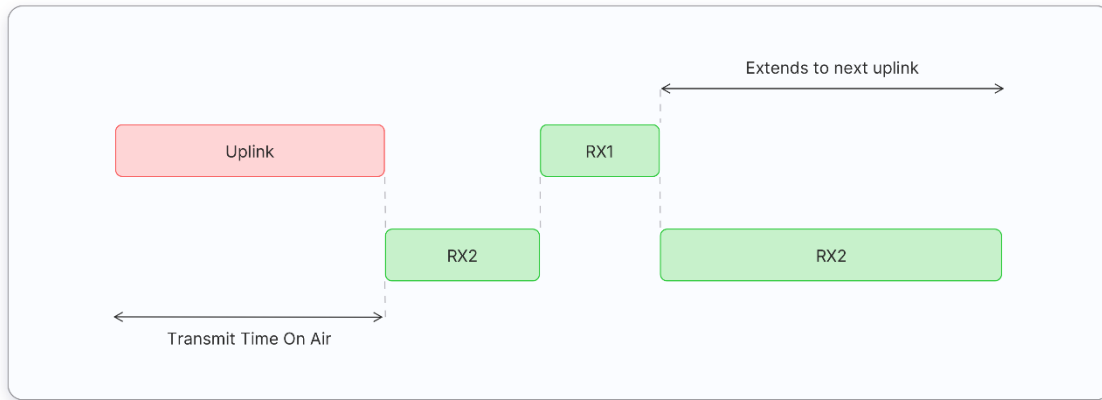 Extends to next uplink
Uplink
RX1
RX2
RX2
Transmit Time On Air